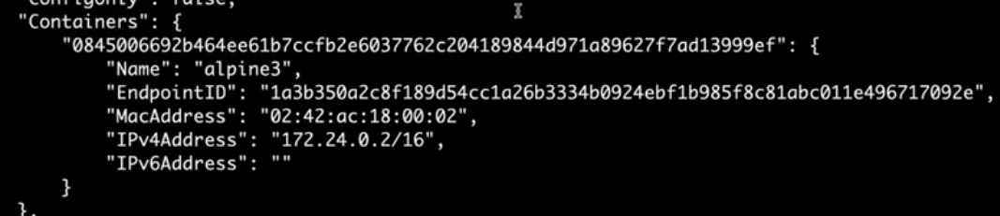 "ConfigOnly": false,
"Containers": {
"0845006692b464ee61b7ccfb2e6037762c204189844d971a89627f7ad13999ef": {
"Name": "alpine3",
"EndpointID": "1a3b350a2c8f189d54cc1a26b3334b0924ebf1b985f8c81abc011e496717092e",
"MacAddress": "02:42:ac:18:00:02",
"IPv4Address": "172.24.0.2/16",
"IPv6Address": ""
}
},